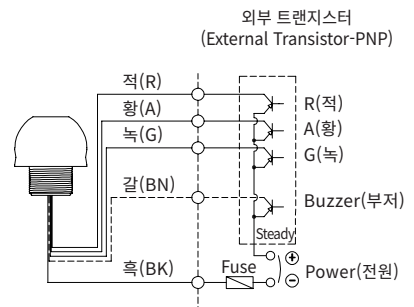 외부 트랜지스터
(External Transistor-PNP)
적(R)
R(적)
황(A)
A(황)
녹(G)
G(녹)
갈(BN)
Buzzer(부저)
Steady
흑(BK)
Fuse
Power(전원)